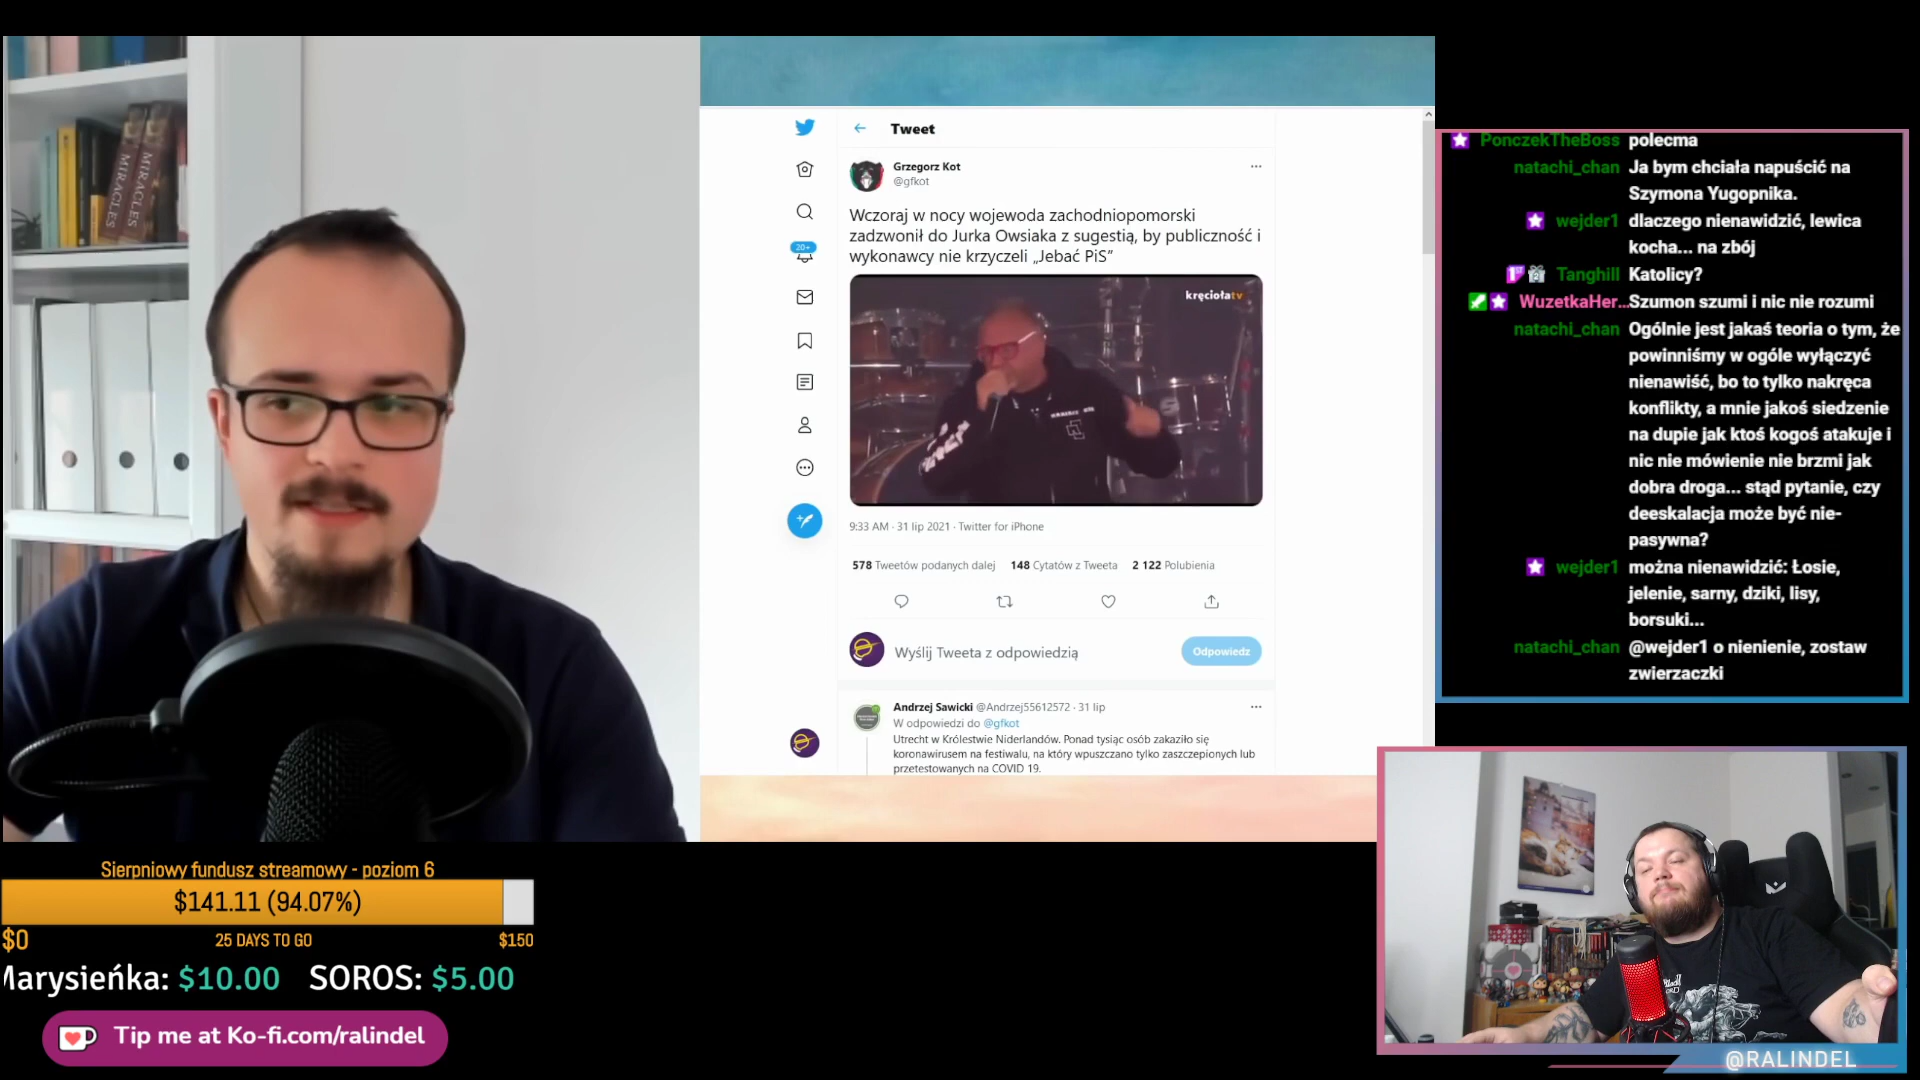 MIRACLES
MIRACLES
Tweet
Grzegorz Kot
@gfkot
Wczoraj w nocy wojewoda zachodniopomorski
zadzwonił do Jurka Owsiaka z sugestią, by publiczność i
wykonawcy nie krzyczeli „Jebać PiS”
kręciołatv
20+
9:33 AM · 31 lip 2021 · Twitter for iPhone
578 Tweetów podanych dalej 148 Cytatów z Tweeta 2 122 Polubienia
Wyślij Tweeta z odpowiedzią
Odpowiedz
Andrzej Sawicki @Andrzej55612572 · 31 lip
W odpowiedzi do @gfkot
Utrecht w Królestwie Niderlandów. Ponad tysiąc osób zakaziło się
koronawirusem na festiwalu, na który wpuszczano tylko zaszczepionych lub
przetestowanych na COVID 19.
PonczekTheBoss polecma
natachi_chan Ja bym chciała napuścić na
Szymona Yugopnika.
wejder1 dlaczego nienawidzić, lewica
kocha... na zbój
Tanghill Katolicy?
WuzetkaHer... Szumon szumi i nic nie rozumi
natachi_chan Ogólnie jest jakaś teoria o tym, że
powinniśmy w ogóle wyłączyć
nienawiść, bo to tylko nakręca
konflikty, a mnie jakoś siedzenie
na dupie jak ktoś kogoś atakuje i
nic nie mówienie nie brzmi jak
dobra droga... stąd pytanie, czy
deeskalacja może być nie-
pasywna?
wejder1 można nienawidzić: Łosie,
jelenie, sarny, dziki, lisy,
borsuki...
natachi_chan @wejder1 o nienienie, zostaw
zwierzaczki
Sierpniowy fundusz streamowy - poziom 6
$141.11 (94.07%)
$0 25 DAYS TO GO $150
Marysieńka: $10.00 SOROS: $5.00
Tip me at Ko-fi.com/ralindel
@RALINDEL